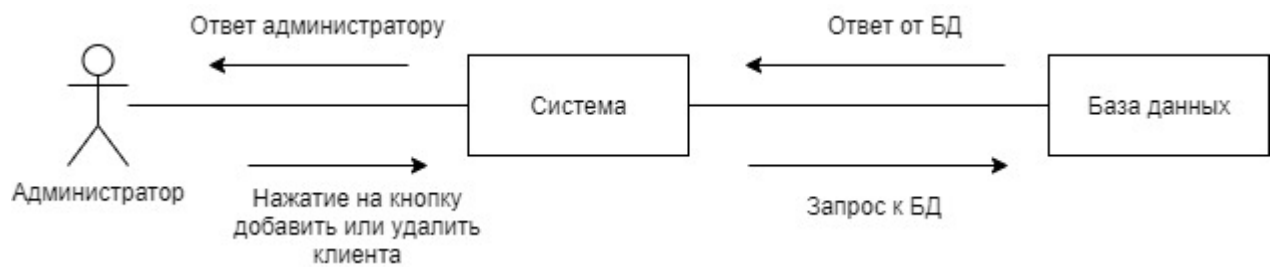 Ответ администратору
Ответ от БД
Система
База данных
Администратор
Нажатие на кнопку
добавить или удалить
клиента
Запрос к БД